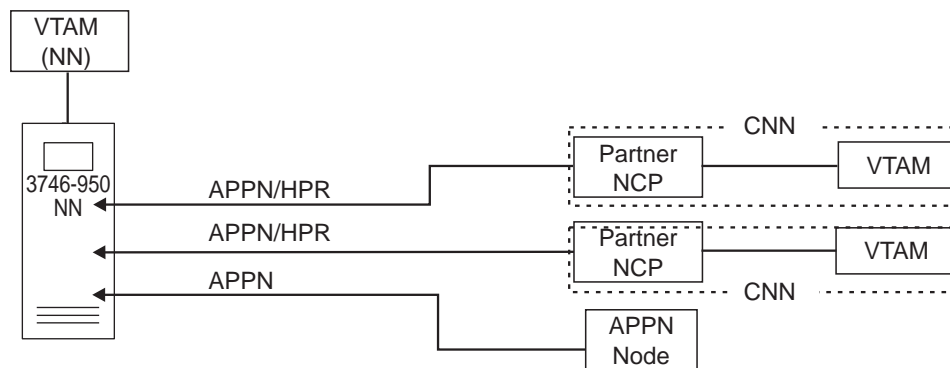 VTAM
(NN)
3746-950
NN
APPN/HPR
APPN/HPR
APPN
CNN
Partner
NCP
VTAM
Partner
NCP
VTAM
CNN
APPN
Node